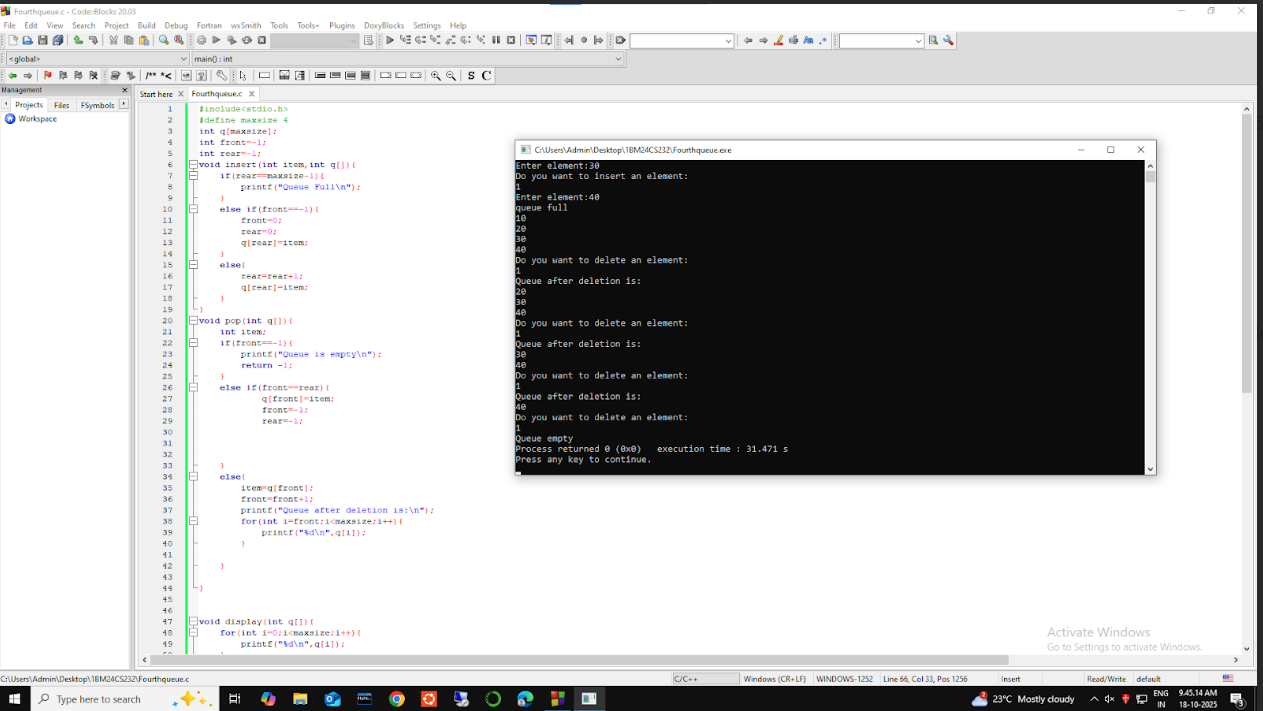 Fourthqueue.c - Code::Blocks 20.03
File Edit View Search Project Build Debug Fortran wxSmith Tools Tools+ Plugins DoxyBlocks Settings Help
<global>
main() : int
/** *<
S C
Management
Projects Files FSymbols
Workspace
Start here Fourthqueue.c
1 #include<stdio.h>
2 #define maxsize 4
3 int q[maxsize];
4 int front=-1;
5 int rear=-1;
6 void insert(int item,int q[]){
7 if(rear==maxsize-1){
8 printf("Queue Full\n");
9 }
10 else if(front==-1){
11 front=0;
12 rear=0;
13 q[rear]=item;
14 }
15 else{
16 rear=rear+1;
17 q[rear]=item;
18 }
19 }
20 void pop(int q[]){
21 int item;
22 if(front==-1){
23 printf("Queue is empty\n");
24 return -1;
25 }
26 else if(front==rear){
27 q[front]=item;
28 front=-1;
29 rear=-1;
30
31
32
33 }
34 else{
35 item=q[front];
36 front=front+1;
37 printf("Queue after deletion is:\n");
38 for(int i=front;i<maxsize;i++){
39 printf("%d\n",q[i]);
40 }
41
42 }
43
44 }
45
46
47 void display(int q[]){
48 for(int i=0;i<maxsize;i++){
49 printf("%d\n",q[i]);
C:\Users\Admin\Desktop\1BM24CS232\Fourthqueue.exe
Enter element:30
Do you want to insert an element:
1
Enter element:40
queue full
10
20
30
40
Do you want to delete an element:
1
Queue after deletion is:
20
30
40
Do you want to delete an element:
1
Queue after deletion is:
30
40
Do you want to delete an element:
1
Queue after deletion is:
40
Do you want to delete an element:
1
Queue empty
Process returned 0 (0x0) execution time : 31.471 s
Press any key to continue.
Activate Windows
Go to Settings to activate Windows.
C:\Users\Admin\Desktop\1BM24CS232\Fourthqueue.c
C/C++ Windows (CR+LF) WINDOWS-1252 Line 66, Col 33, Pos 1256 Insert Read/Write default
Type here to search
2
23°C Mostly cloudy
ENG
IN
9.45.14 AM
18-10-2025
3